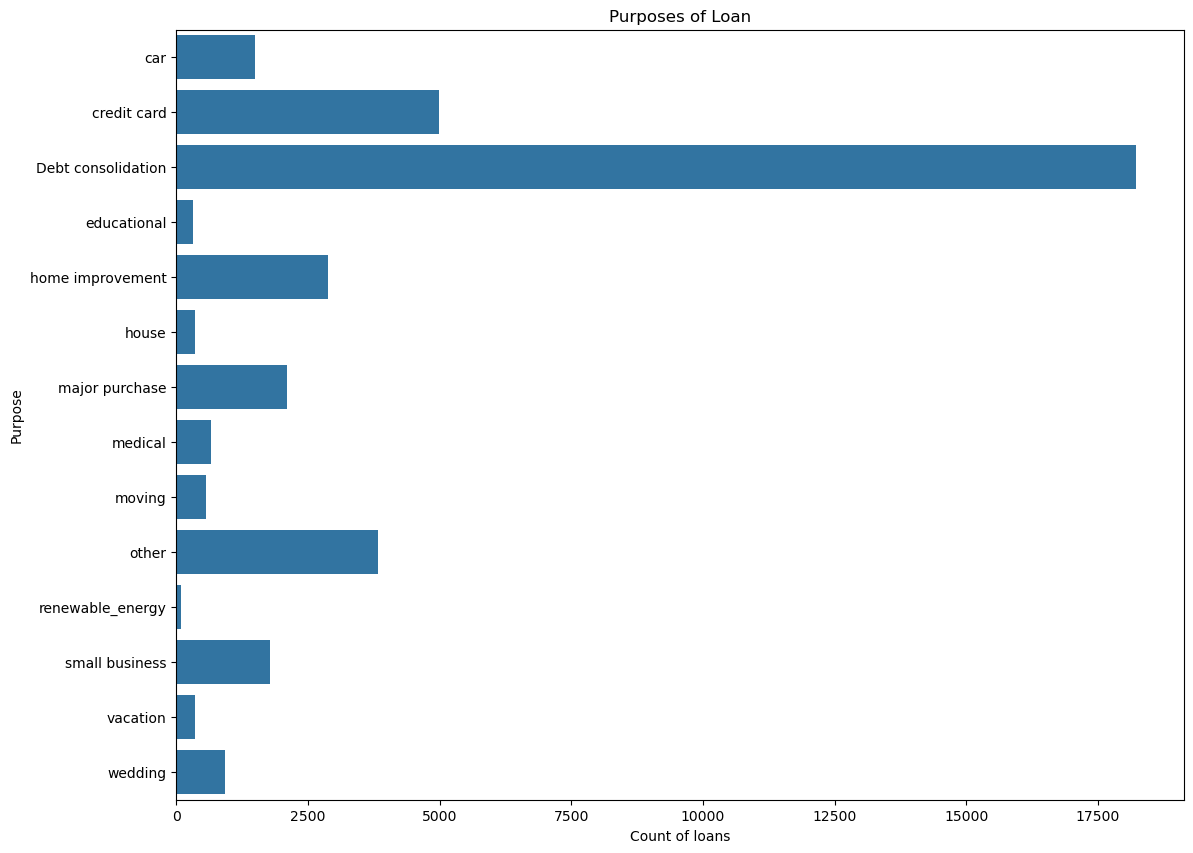 Purposes of Loan
car
credit card
Debt consolidation
educational
home improvement
house
major purchase
medical
moving
other
renewable_energy
small business
vacation
wedding
Purpose
0 2500 5000 7500 10000 12500 15000 17500
Count of loans